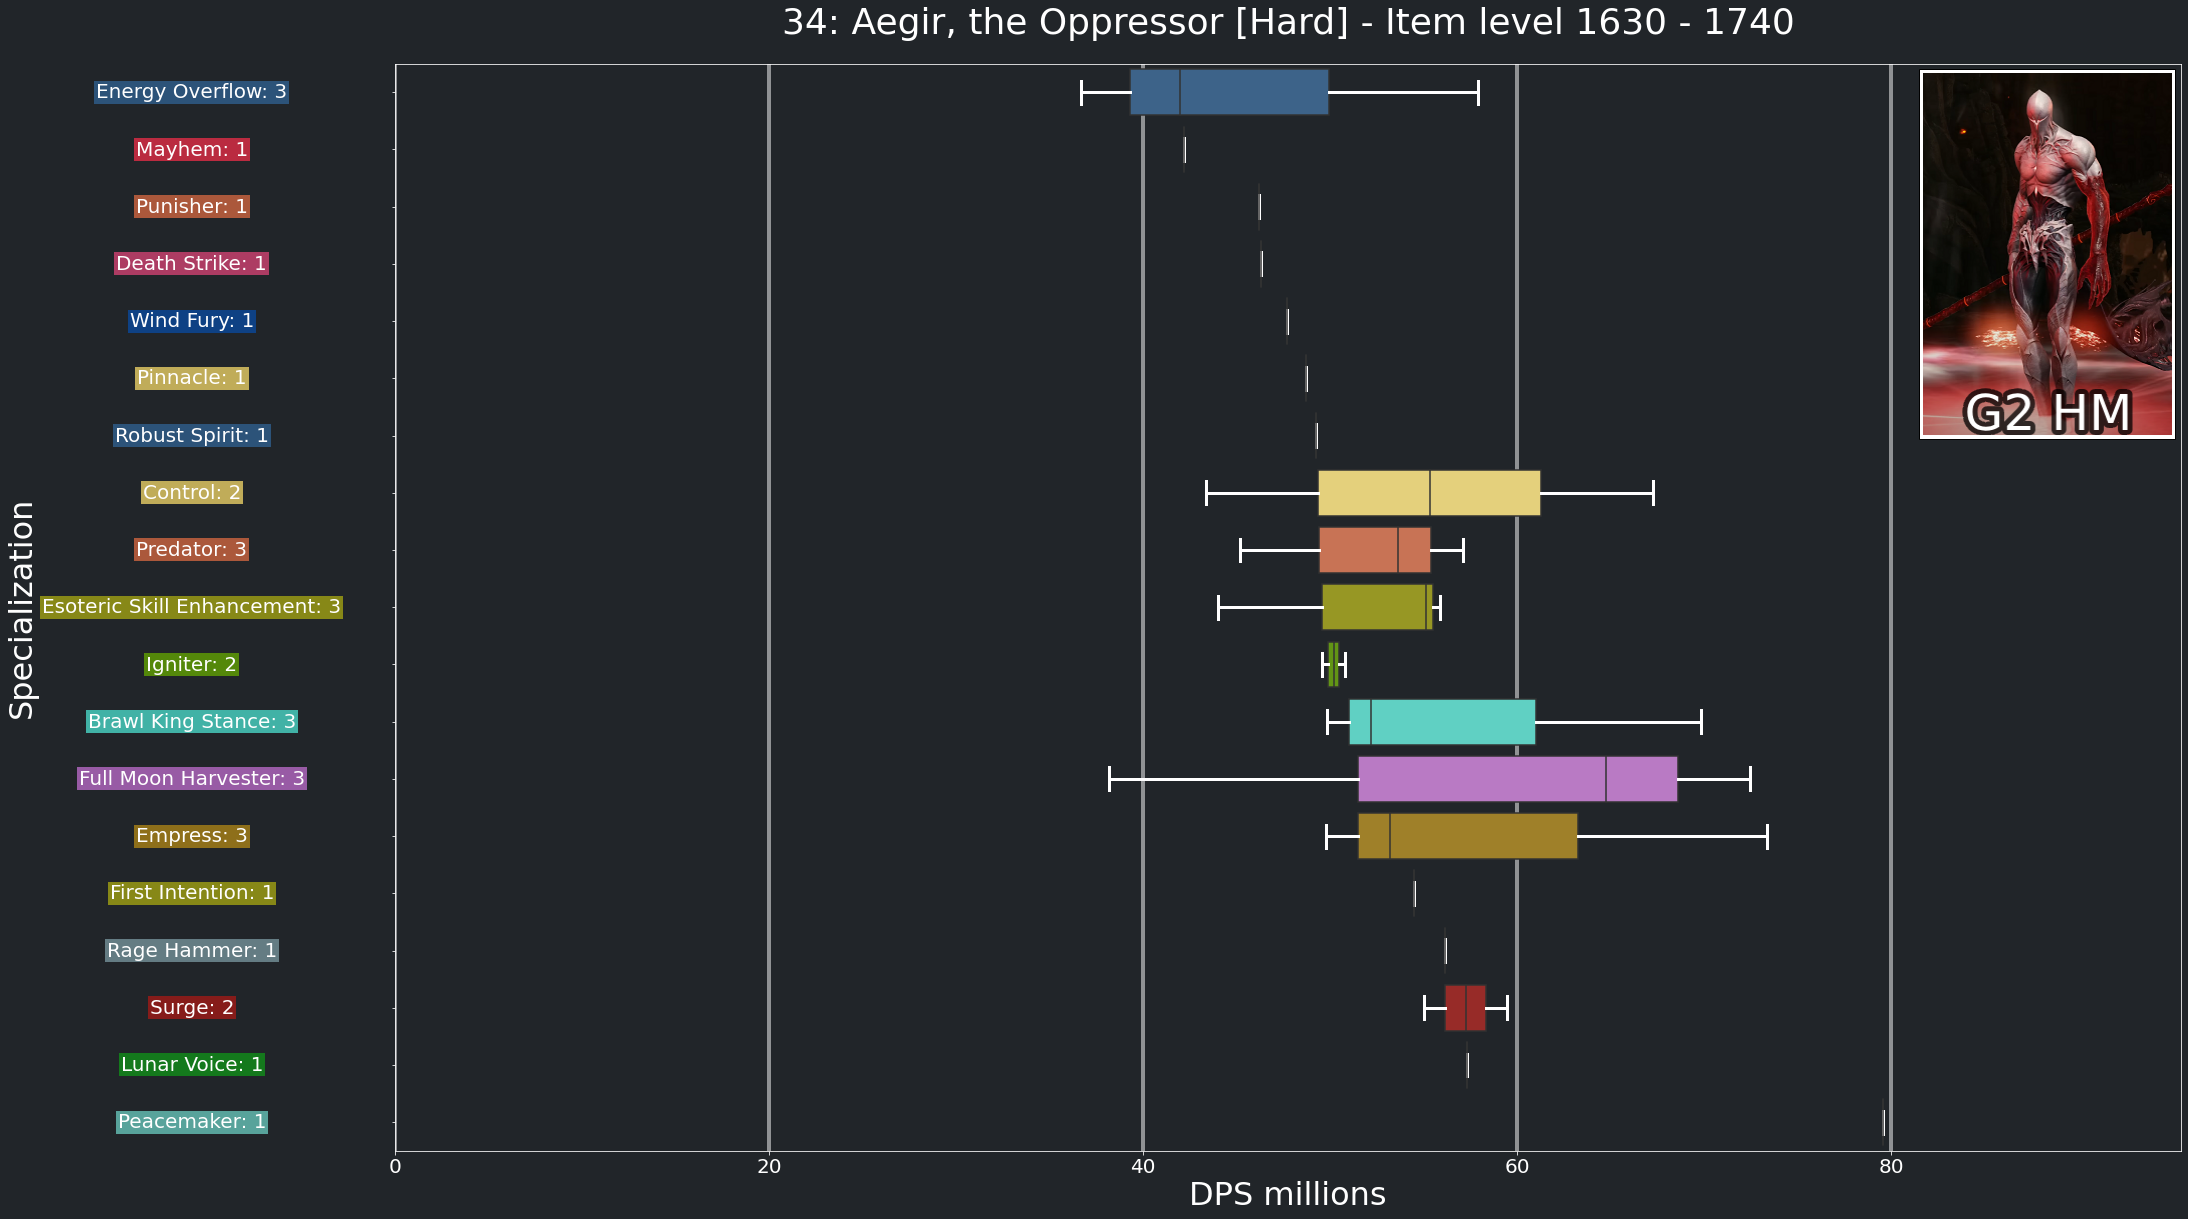 34: Aegir, the Oppressor [Hard] - Item level 1630 - 1740
Energy Overflow: 3
Mayhem: 1
Punisher: 1
Death Strike: 1
Wind Fury: 1
Pinnacle: 1
Robust Spirit: 1
Control: 2
Predator: 3
Esoteric Skill Enhancement: 3
Igniter: 2
Brawl King Stance: 3
Full Moon Harvester: 3
Empress: 3
First Intention: 1
Rage Hammer: 1
Surge: 2
Lunar Voice: 1
Peacemaker: 1
Specialization
G2 HM
0 20 40 60 80
DPS millions